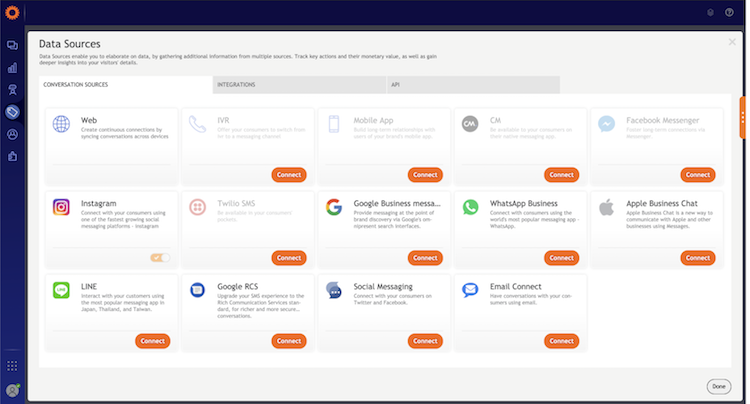 Data Sources
Data Sources enable you to elaborate on data, by gathering additional information from multiple sources. Track key actions and their monetary value, as well as gain
deeper insights into your visitors' details.
CONVERSATION SOURCES
INTEGRATIONS
API
Web
Create continuous connections by
syncing conversations across devices
IVR
Offer your consumers to switch from
IVR to a messaging channel
Connect
Mobile App
Build long term relationships with
users of your brand's mobile app.
Connect
CM
CM
Be available to your consumers on
their native messaging app.
Connect
Facebook Messenger
Foster long term connections via
Messenger.
Connect
Instagram
Connect with your consumers using
one of the fastest growing social
messaging platforms - Instagram
Twilio SMS
Be available in your consumers'
pockets.
Connect
Google Business messa...
Provide messaging at the point of
brand discovery via Google's om-
nipresent search interfaces.
Connect
WhatsApp Business
Connect with consumers using the
world's most popular messaging app -
WhatsApp.
Connect
Apple Business Chat
Apple Business Chat is a new way to
communicate with Apple and other
businesses using Messages.
Connect
LINE
LINE
Interact with your customers using
the most popular messaging app in
Japan, Thailand, and Taiwan.
Connect
Google RCS
Upgrade your SMS experience to the
Rich Communication Services stan-
dard, for richer and more secure...
conversations.
Connect
Social Messaging
Connect with your consumers on
Twitter and Facebook.
Connect
Email Connect
Have conversations with your con-
sumers using email.
Connect
Done